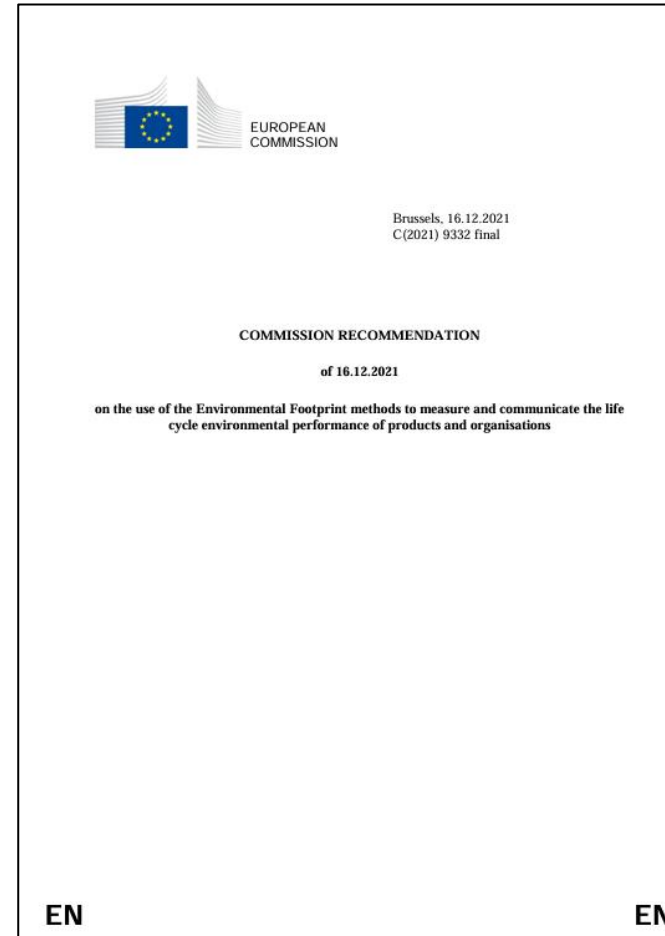 EUROPEAN
COMMISSION
Brussels, 16.12.2021
C(2021) 9332 final
COMMISSION RECOMMENDATION
of 16.12.2021
on the use of the Environmental Footprint methods to measure and communicate the life
cycle environmental performance of products and organisations
EN
EN